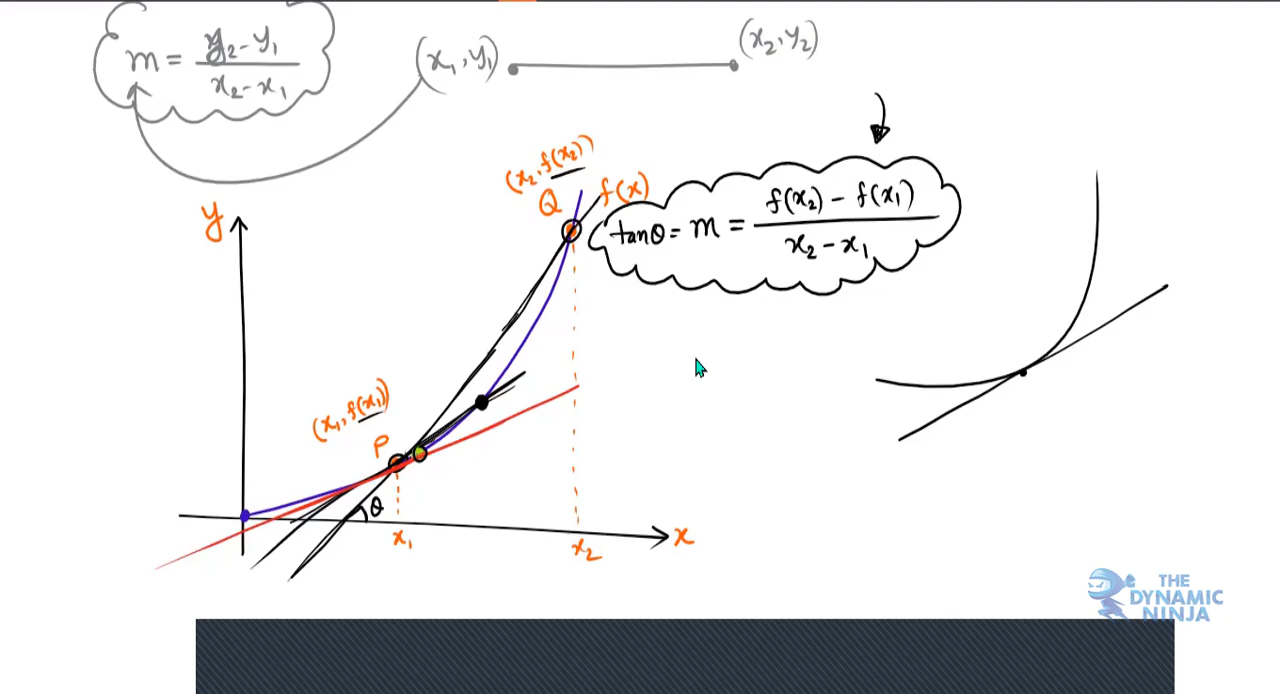 m = y₂ - y₁ / x₂ - x₁
(x₁, y₁)
(x₂, y₂)
(x₂, f(x₂))
Q
f(x)
tanθ = m = f(x₂) - f(x₁) / x₂ - x₁
y
(x₁, f(x₁))
P
θ
x₁
x₂
x
THE
DYNAMIC
NINJA